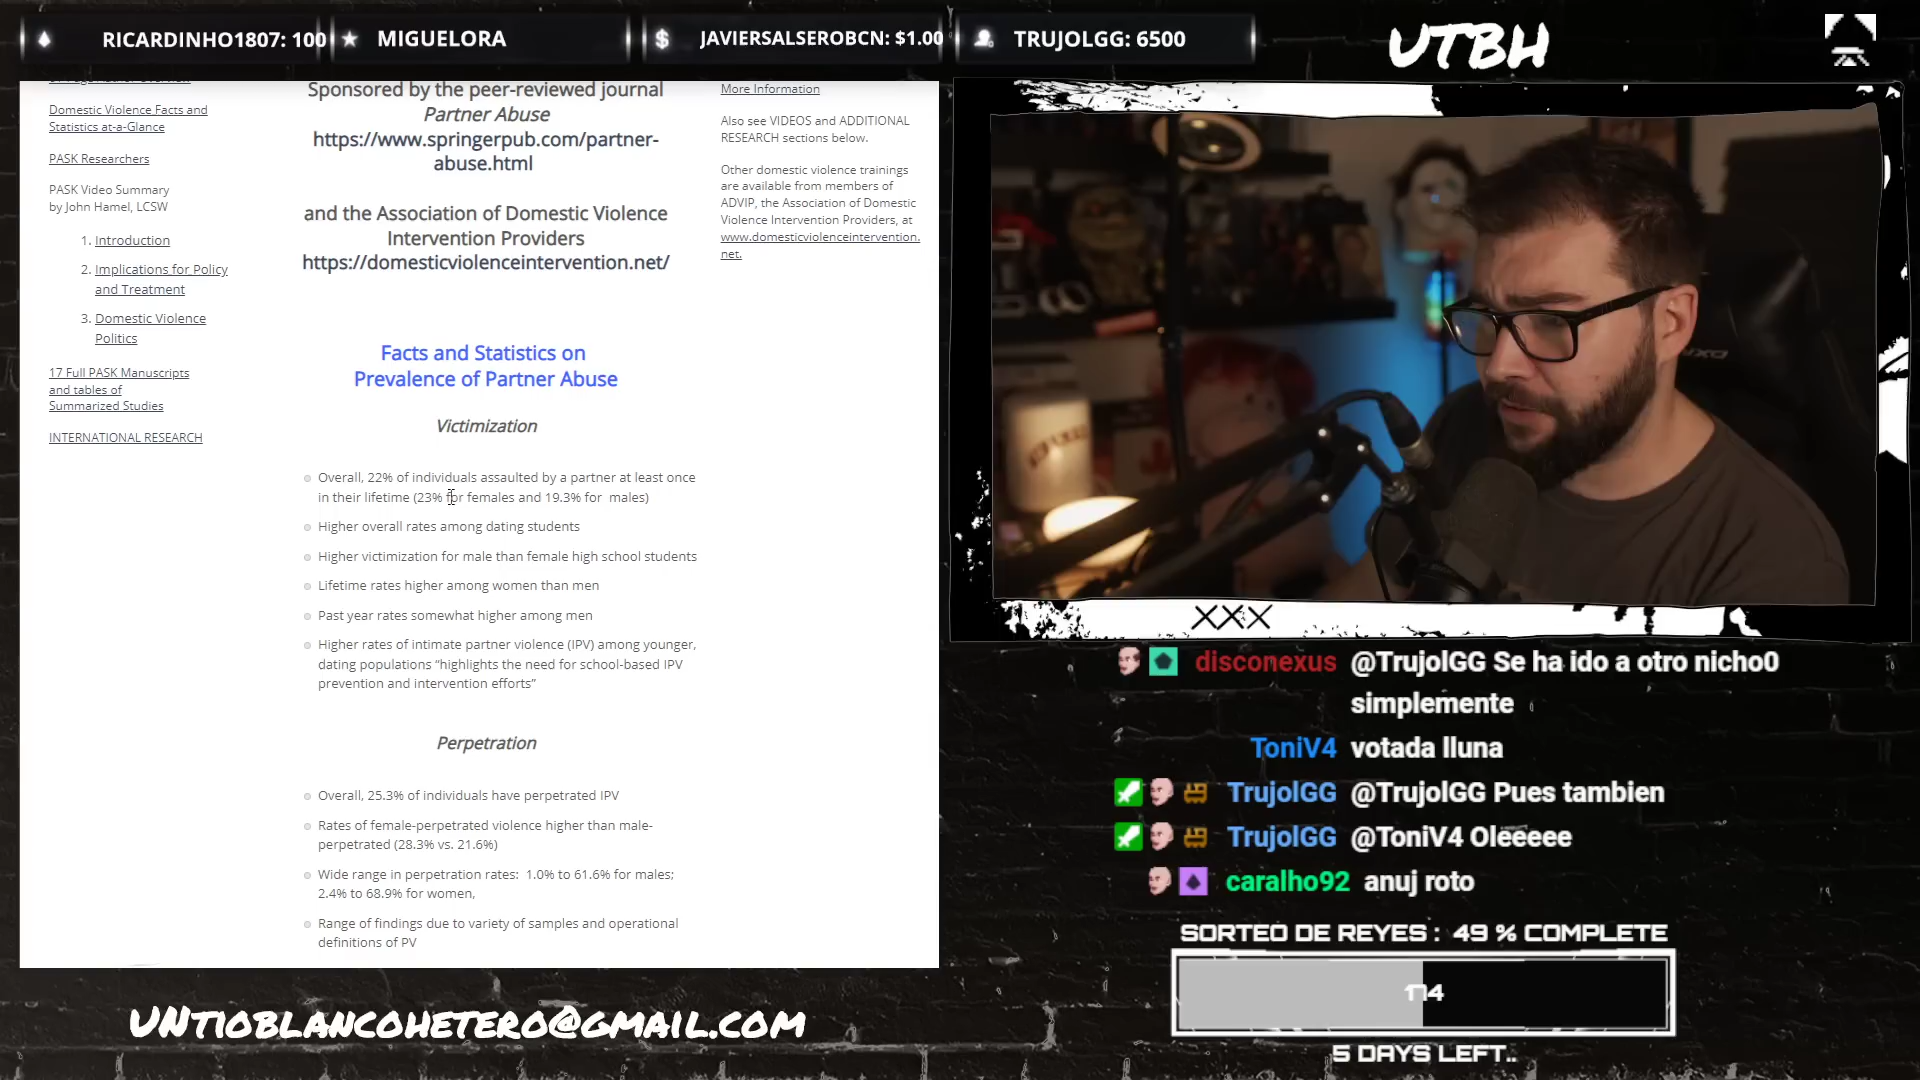 RICARDINHO1807: 100
MIGUELORA
JAVIERSALSEROBCN: $1.00
TRUJOLGG: 6500
UTBH
Domestic Violence Facts and
Statistics at-a-Glance
PASK Researchers
PASK Video Summary
by John Hamel, LCSW
1. Introduction
2. Implications for Policy
and Treatment
3. Domestic Violence
Politics
17 Full PASK Manuscripts
and tables of
Summarized Studies
INTERNATIONAL RESEARCH
Sponsored by the peer-reviewed journal
Partner Abuse
https://www.springerpub.com/partner-
abuse.html
and the Association of Domestic Violence
Intervention Providers
https://domesticviolenceintervention.net/
Facts and Statistics on
Prevalence of Partner Abuse
Victimization
Overall, 22% of individuals assaulted by a partner at least once
in their lifetime (23% for females and 19.3% for males)
Higher overall rates among dating students
Higher victimization for male than female high school students
Lifetime rates higher among women than men
Past year rates somewhat higher among men
Higher rates of intimate partner violence (IPV) among younger,
dating populations “highlights the need for school-based IPV
prevention and intervention efforts”
Perpetration
Overall, 25.3% of individuals have perpetrated IPV
Rates of female-perpetrated violence higher than male-
perpetrated (28.3% vs. 21.6%)
Wide range in perpetration rates: 1.0% to 61.6% for males;
2.4% to 68.9% for women,
Range of findings due to variety of samples and operational
definitions of PV
More Information
Also see VIDEOS and ADDITIONAL
RESEARCH sections below.
Other domestic violence trainings
are available from members of
ADVIP, the Association of Domestic
Violence Intervention Providers, at
www.domesticviolenceintervention.
net.
XXX
disconexus @TrujolGG Se ha ido a otro nicho0
simplemente
ToniV4 votada lluna
TrujolGG @TrujolGG Pues tambien
TrujolGG @ToniV4 Oléeeee
caralho92 anuj roto
SORTEO DE REYES : 49 % COMPLETE
174
5 DAYS LEFT..
UNTIOBLANCOHETERO@GMAIL.COM